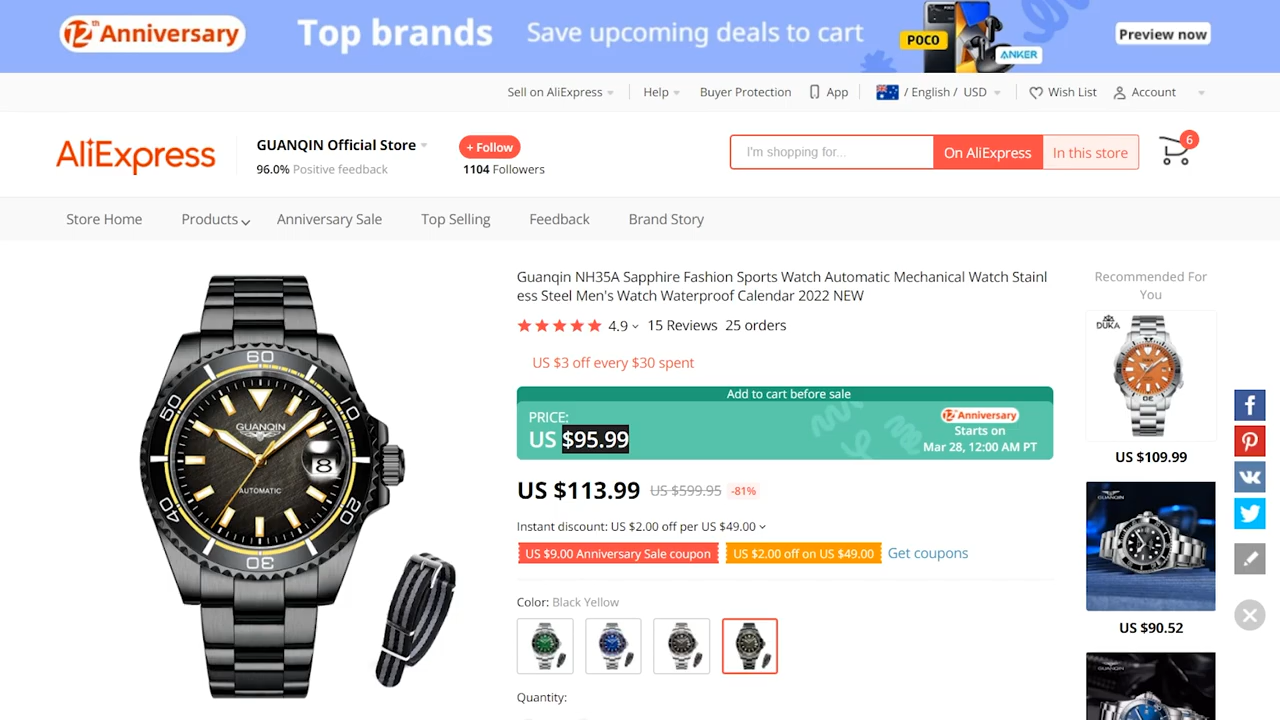 12th Anniversary
Top brands
Save upcoming deals to cart
POCO
ANKER
Preview now
Sell on AliExpress
Help
Buyer Protection
App
/ English / USD
Wish List
Account
AliExpress
GUANQIN Official Store
96.0% Positive feedback
+ Follow
1104 Followers
I'm shopping for...
On AliExpress
In this store
6
Store Home
Products
Anniversary Sale
Top Selling
Feedback
Brand Story
60
10
20
30
40
50
GUANQIN
AUTOMATIC
8
Guanqin NH35A Sapphire Fashion Sports Watch Automatic Mechanical Watch Stainl
ess Steel Men's Watch Waterproof Calendar 2022 NEW
4.9
15 Reviews
25 orders
US $3 off every $30 spent
Add to cart before sale
PRICE:
US $95.99
12th Anniversary
Starts on
Mar 28, 12:00 AM PT
US $113.99 US $599.95 -81%
Instant discount: US $2.00 off per US $49.00
US $9.00 Anniversary Sale coupon
US $2.00 off on US $49.00
Get coupons
Color: Black Yellow
Quantity:
Recommended For
You
DUKA
US $109.99
GUANQIN
US $90.52
GUANQIN